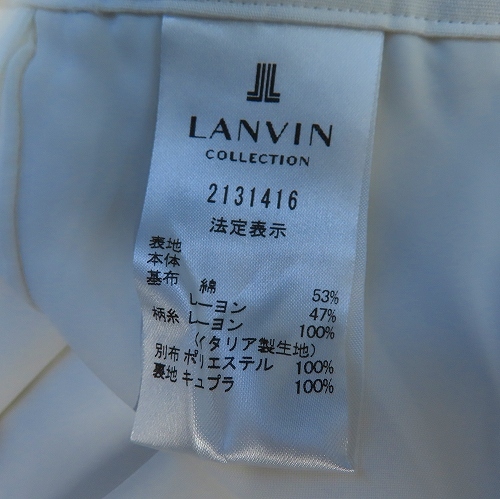 LANVIN
COLLECTION
2131416
法定表示
表地
本体
基布 綿 53%
レーヨン 47%
柄糸 レーヨン 100%
(イタリア製生地)
別布 ポリエステル 100%
裏地 キュプラ 100%